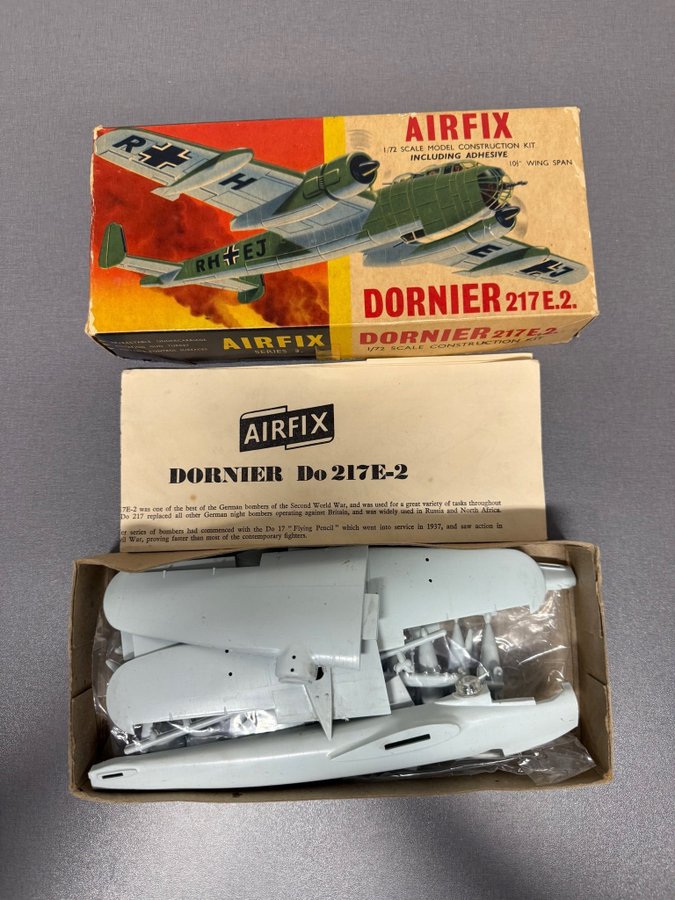 AIRFIX
1/72 SCALE MODEL CONSTRUCTION KIT
INCLUDING ADHESIVE
10½" WING SPAN
R H
RH EJ
E J
DORNIER 217E.2.
AIRFIX
SERIES 2.
DORNIER 217E.2
1/72 SCALE CONSTRUCTION KIT
AIRFIX
DORNIER Do 217E-2
7E-2 was one of the best of the German bombers of the Second World War, and was used for a great variety of tasks throughout
Do 217 replaced all other German night bombers operating against Britain, and was widely used in Russia and North Africa.
er series of bombers had commenced with the Do 17 "Flying Pencil" which went into service in 1937, and saw action in
il War, proving faster than most of the contemporary fighters.